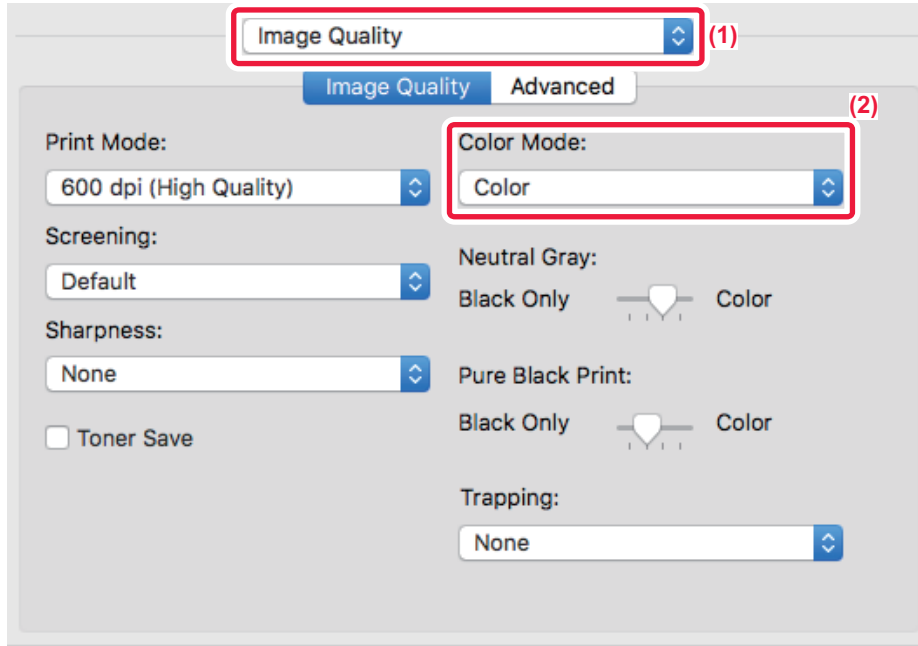 Image Quality
(1)
Image Quality
Advanced
(2)
Print Mode:
600 dpi (High Quality)
Screening:
Default
Sharpness:
None
Toner Save
Color Mode:
Color
Neutral Gray:
Black Only Color
Pure Black Print:
Black Only Color
Trapping:
None